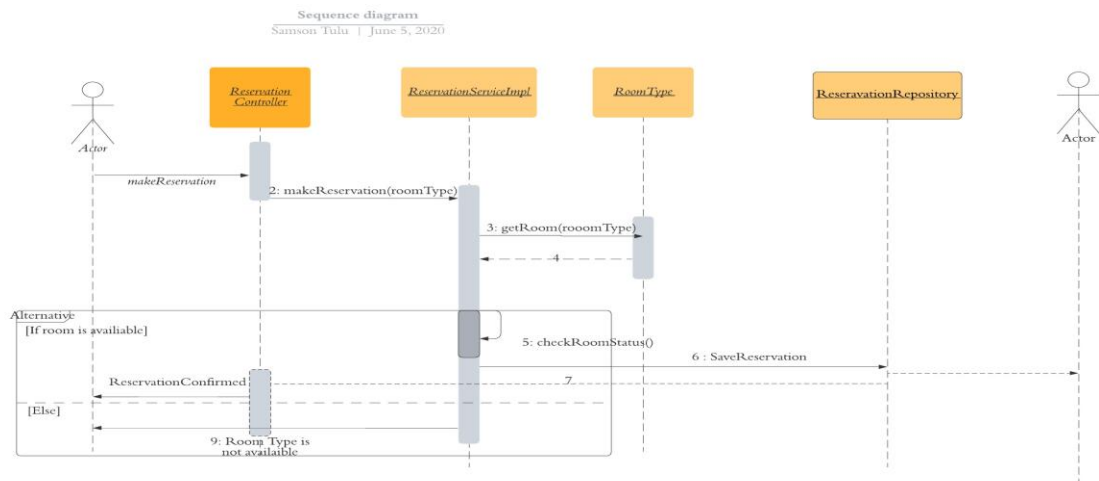 Sequence diagram
Samson Tulu | June 5, 2020
Reservation
Controller
ReservationServiceImpl
RoomType
ReseravationRepository
Actor
Actor
makeReservation
2: makeReservation(roomType)
3: getRoom(rooomType)
4
Alternative
[If room is availiable]
5: checkRoomStatus()
6 : SaveReservation
7
ReservationConfirmed
[Else]
9: Room Type is
not availaible